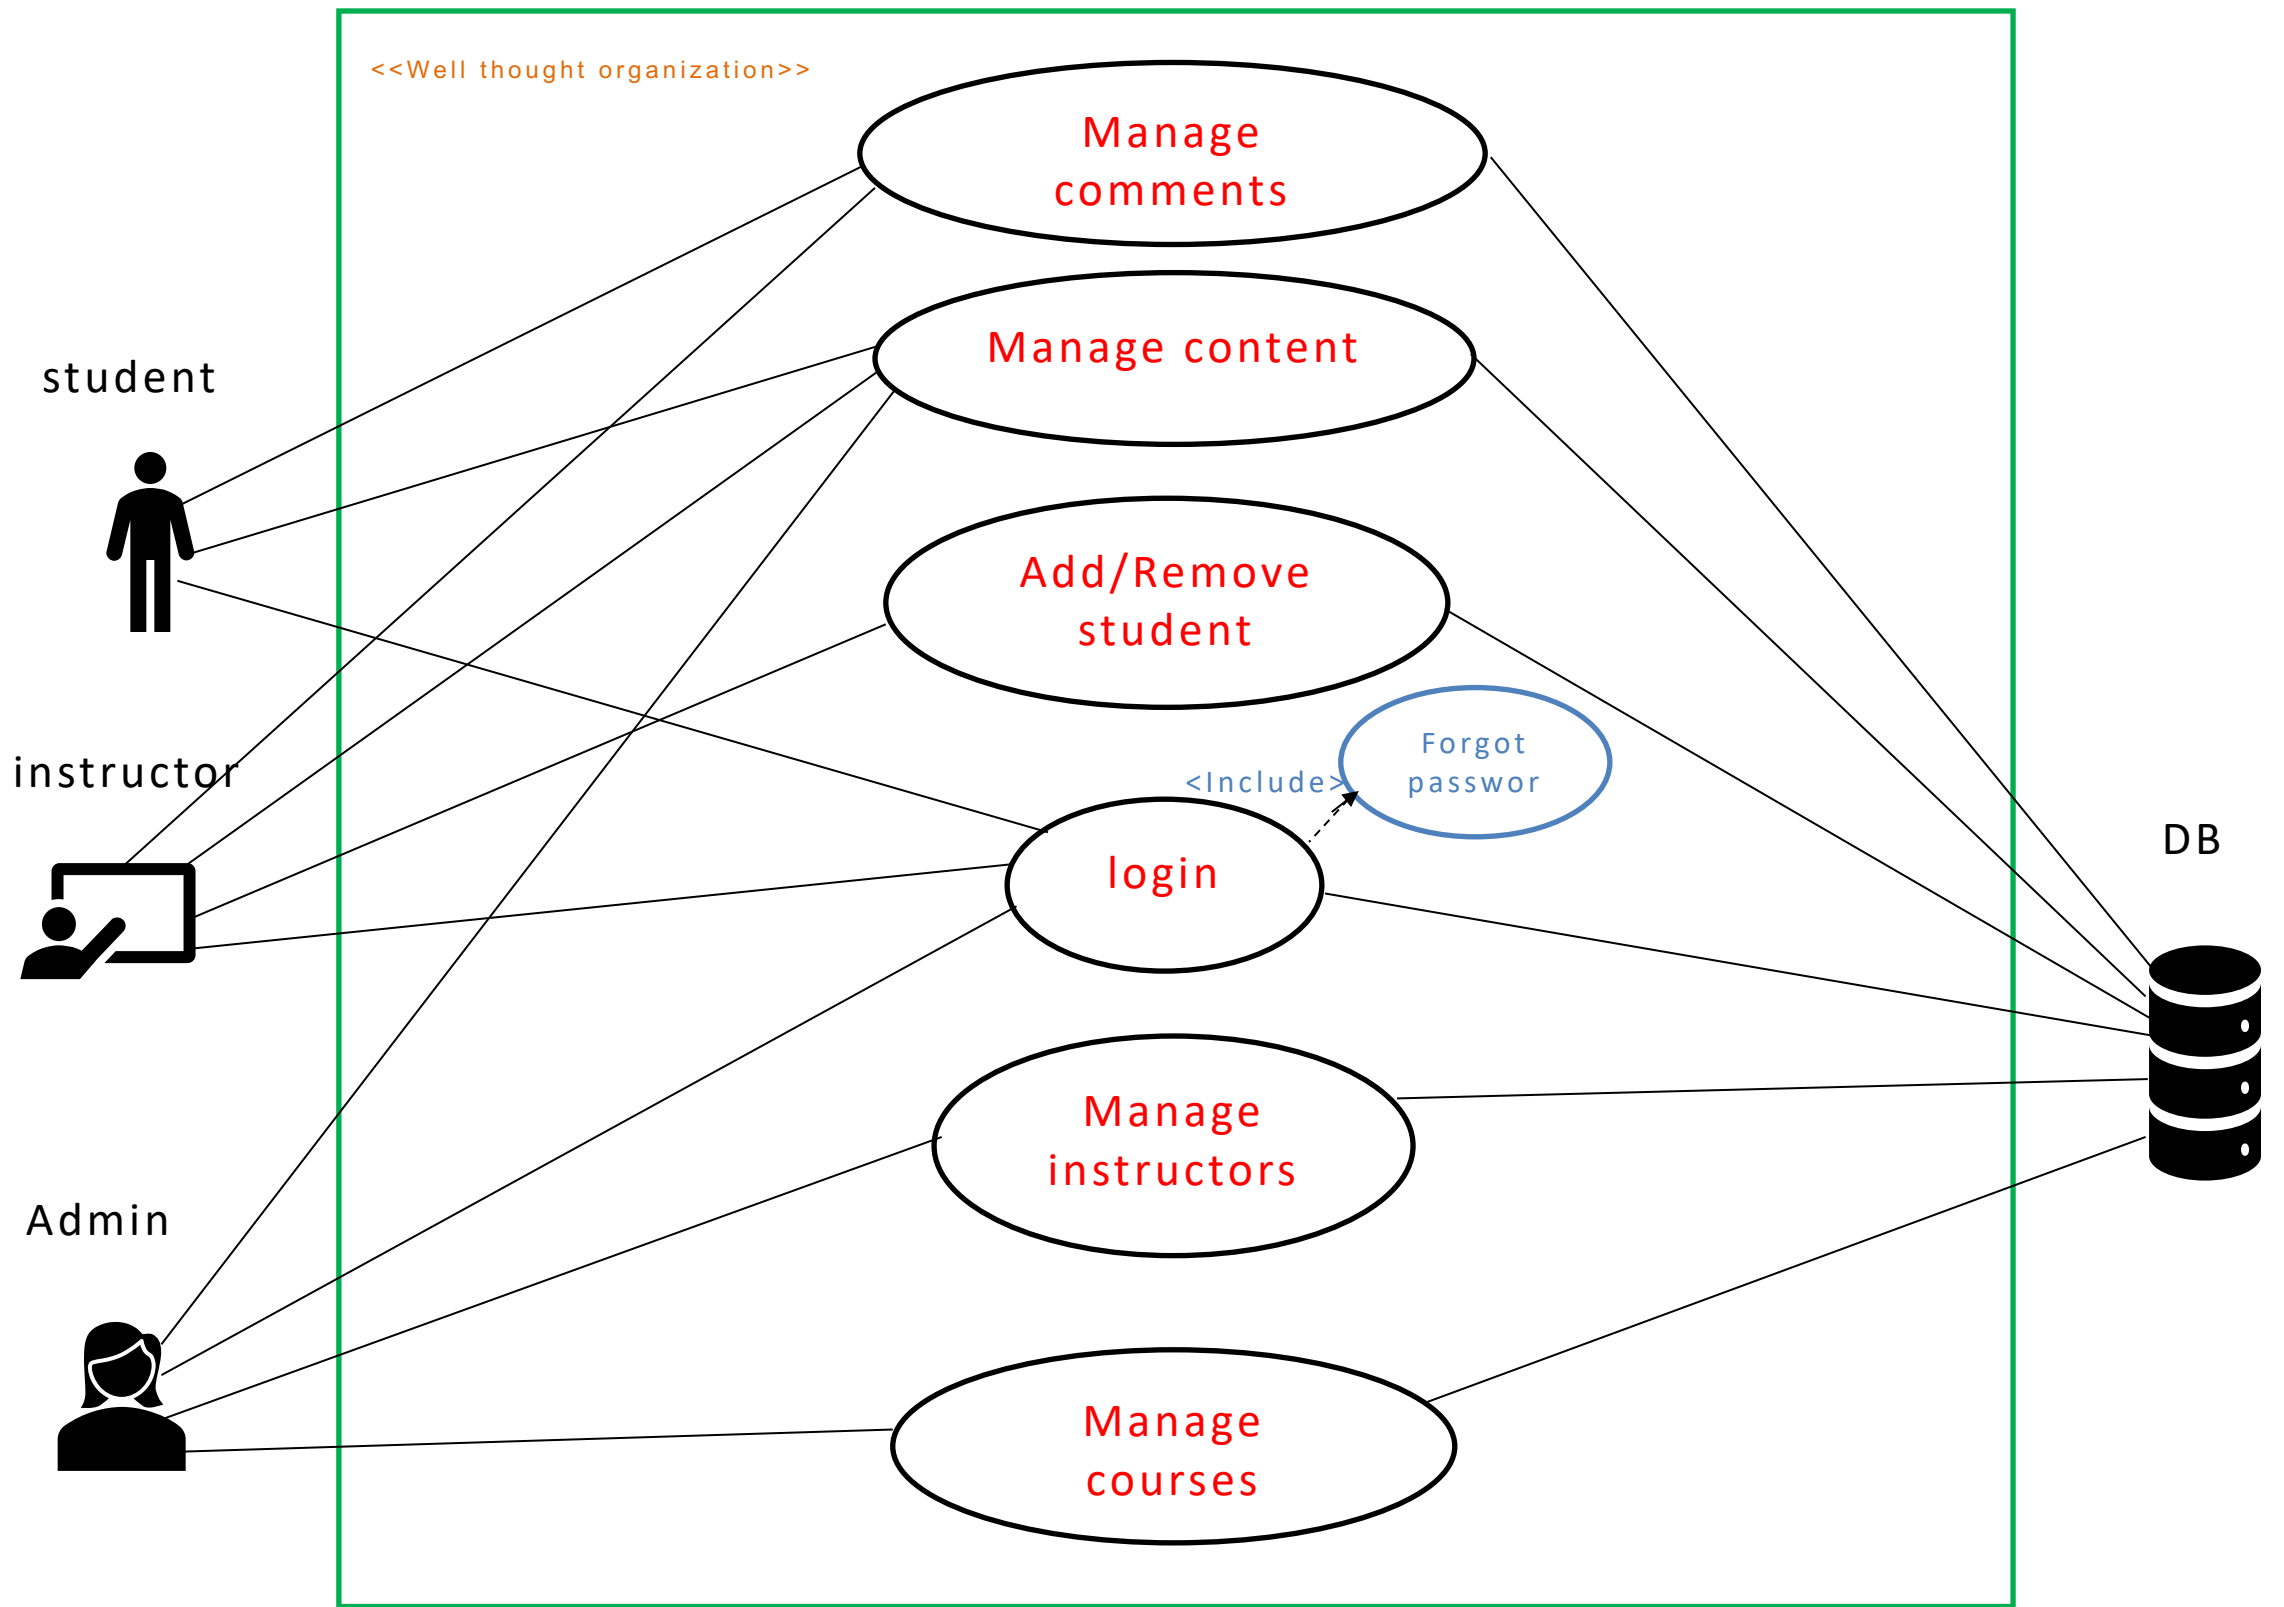 <<Well thought organization>>
Manage
comments
Manage content
student
Add/Remove
student
Forgot
passwor
<Include>
instructor
DB
login
Manage
instructors
Admin
Manage
courses